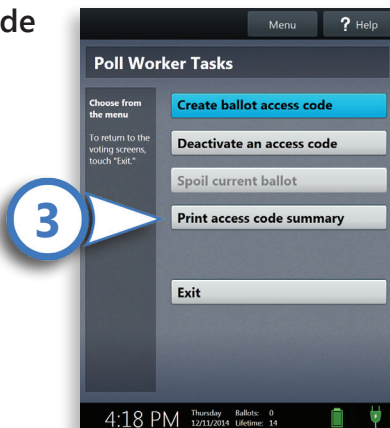 de
Menu
? Help
Poll Worker Tasks
Choose from
the menu
To return to the
voting screens,
touch "Exit."
Create ballot access code
Deactivate an access code
Spoil current ballot
3
Print access code summary
Exit
4:18 PM
Thursday Ballots: 0
12/11/2014 Lifetime: 14